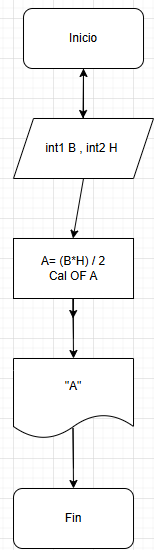 Inicio
int1 B , int2 H
A= (B*H) / 2
Cal OF A
"A"
Fin